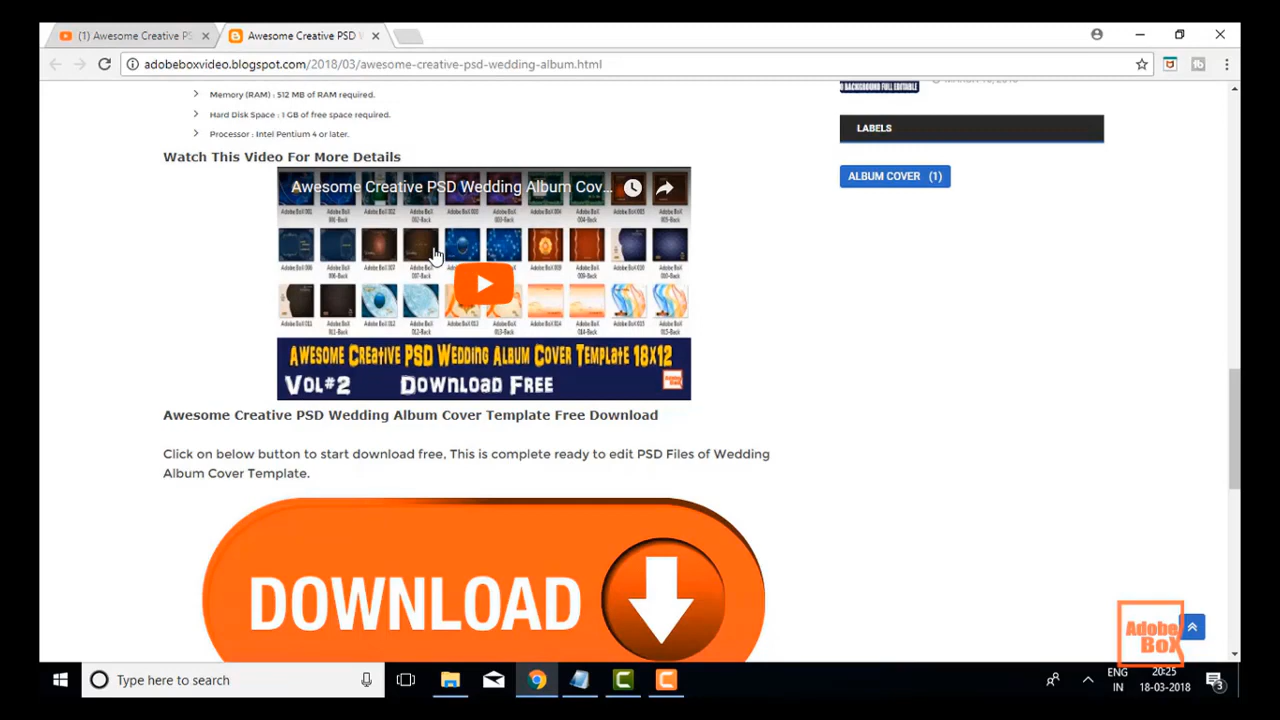 (1) Awesome Creative PS
Awesome Creative PSD W
adobeboxvideo.blogspot.com/2018/03/awesome-creative-psd-wedding-album.html
Memory (RAM) : 512 MB of RAM required.
Hard Disk Space : 1 GB of free space required.
Processor : Intel Pentium 4 or later.
Watch This Video For More Details
Awesome Creative PSD Wedding Album Cov...
Awesome Creative PSD Wedding Album Cover Template 18x12
Vol#2 Download Free
Awesome Creative PSD Wedding Album Cover Template Free Download
Click on below button to start download free, This is complete ready to edit PSD Files of Wedding
Album Cover Template.
DOWNLOAD
D BACKGROUND FULL EDITABLE
LABELS
ALBUM COVER (1)
Adobe
BoX
Type here to search
ENG
IN
20:25
18-03-2018
3